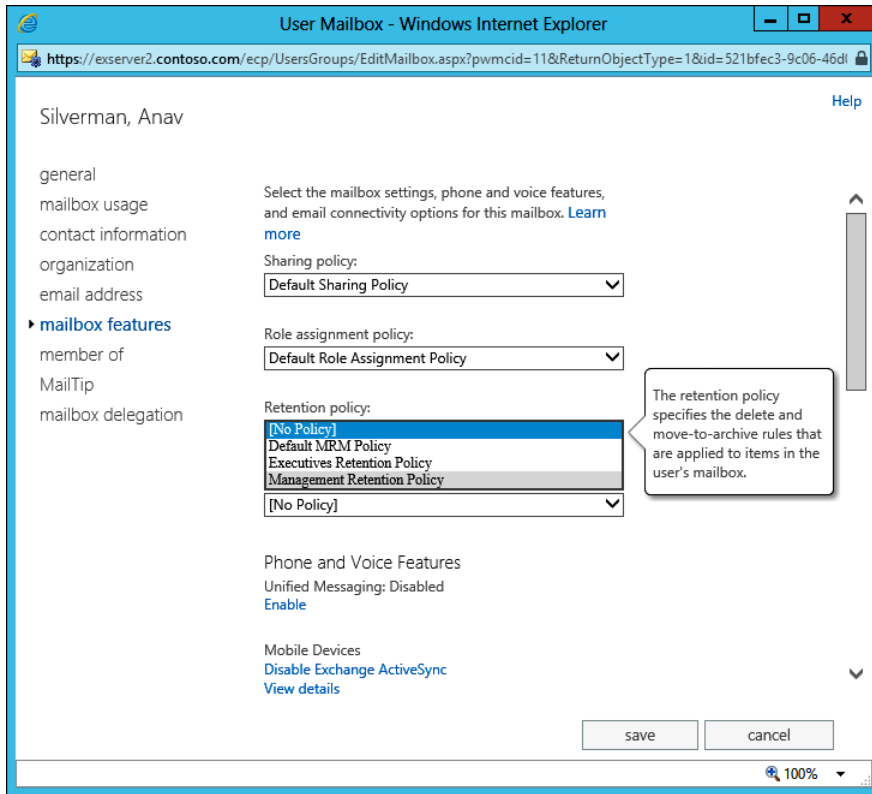 User Mailbox - Windows Internet Explorer
https://exserver2.contoso.com/ecp/UsersGroups/EditMailbox.aspx?pwmcid=11&ReturnObjectType=1&id=521bfec3-9c06-46d
Help
Silverman, Anav
general
mailbox usage
contact information
organization
email address
mailbox features
member of
MailTip
mailbox delegation
Select the mailbox settings, phone and voice features,
and email connectivity options for this mailbox. Learn
more
Sharing policy:
Default Sharing Policy
Role assignment policy:
Default Role Assignment Policy
Retention policy:
[No Policy]
Default MRM Policy
Executives Retention Policy
Management Retention Policy
[No Policy]
The retention policy
specifies the delete and
move-to-archive rules that
are applied to items in the
user's mailbox.
Phone and Voice Features
Unified Messaging: Disabled
Enable
Mobile Devices
Disable Exchange ActiveSync
View details
save
cancel
100%